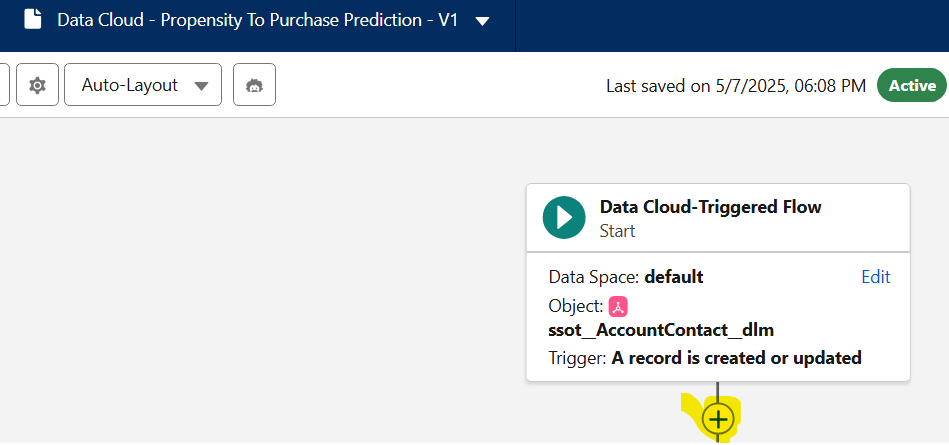 Data Cloud - Propensity To Purchase Prediction - V1
Auto-Layout
Last saved on 5/7/2025, 06:08 PM
Active
Data Cloud-Triggered Flow
Start
Data Space: default
Edit
Object:
ssot__AccountContact__dlm
Trigger: A record is created or updated